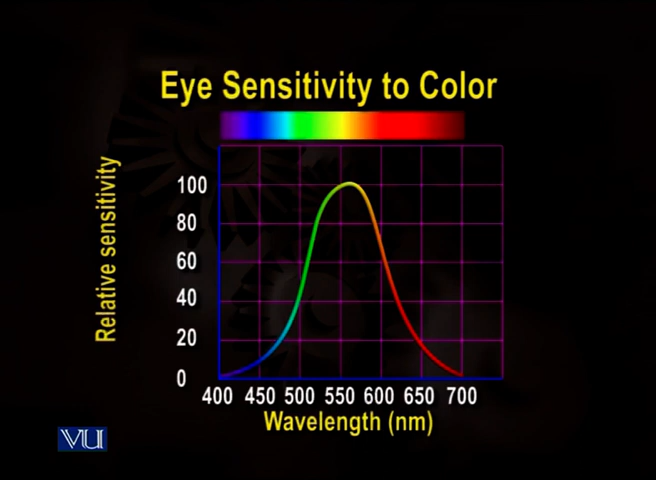 Eye Sensitivity to Color
Relative sensitivity
100
80
60
40
20
0
400 450 500 550 600 650 700
Wavelength (nm)
VU